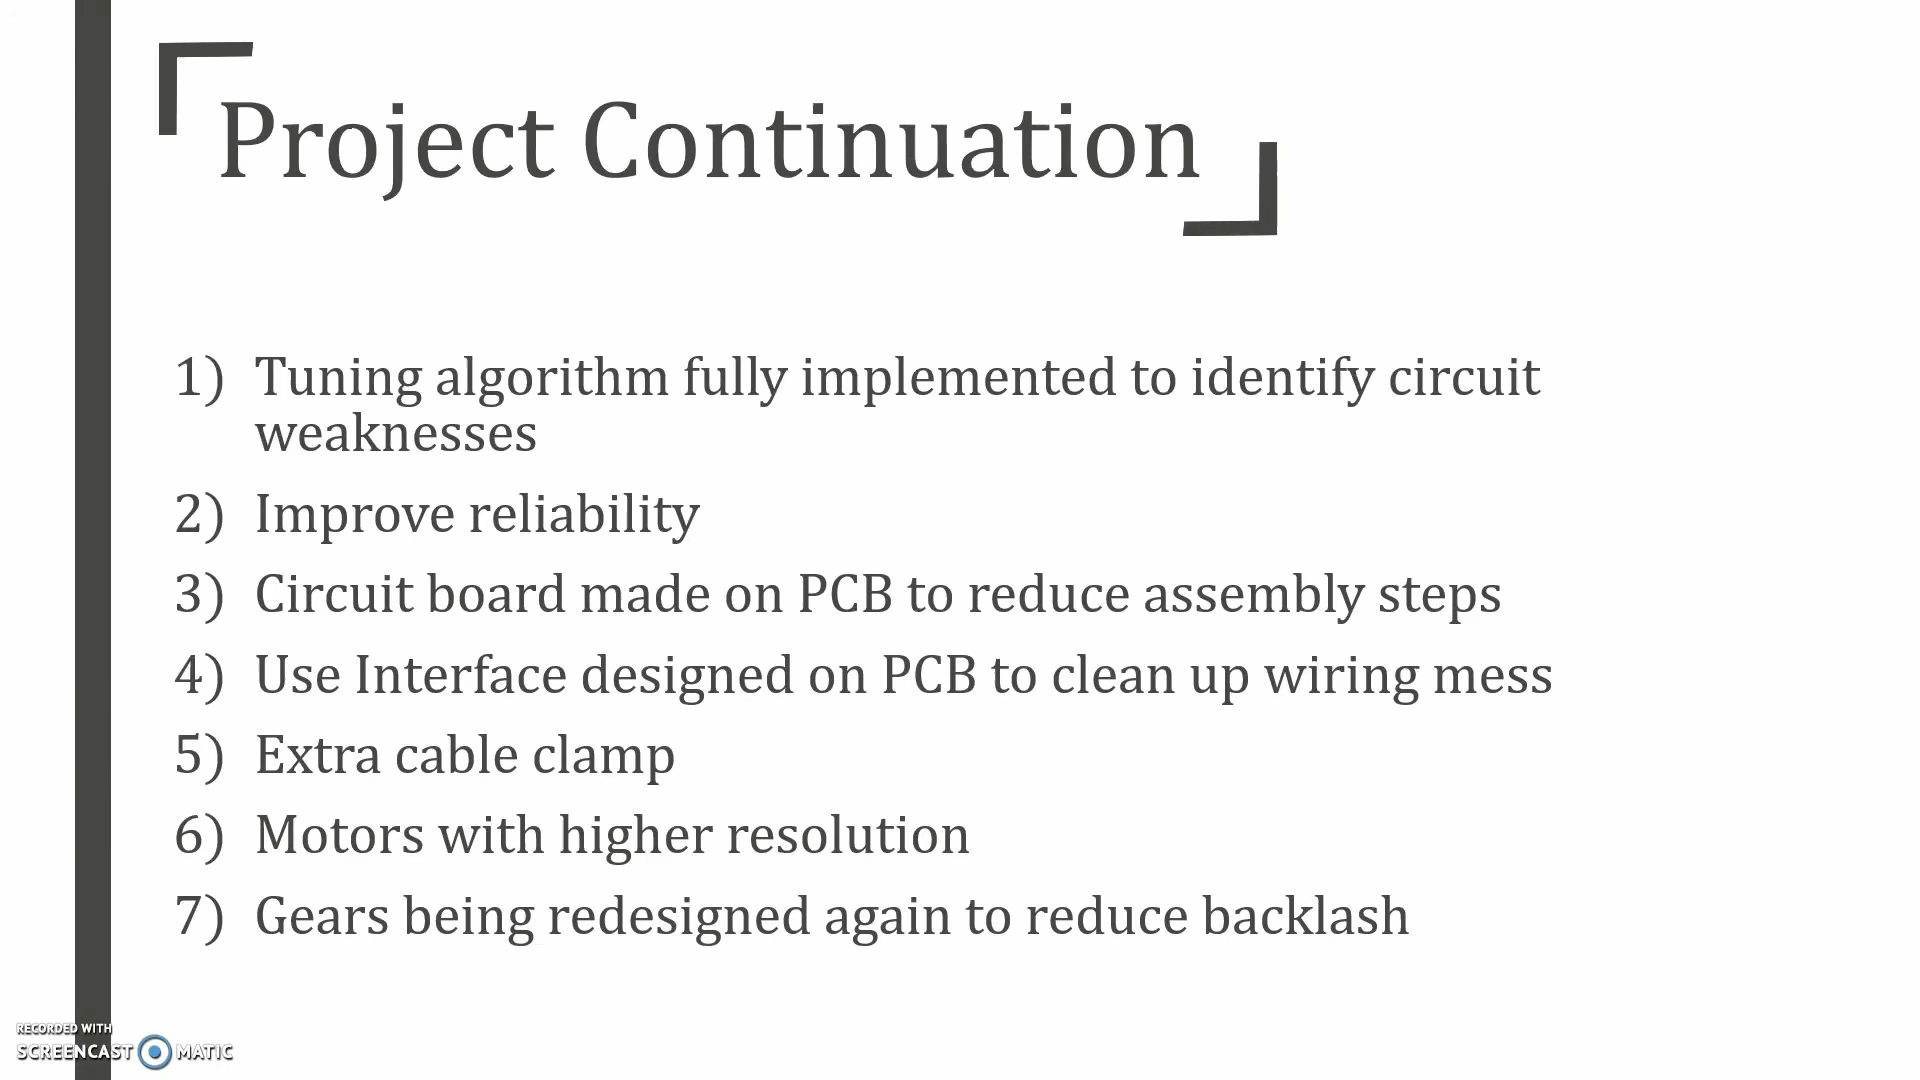 Project Continuation
1) Tuning algorithm fully implemented to identify circuit
weaknesses
2) Improve reliability
3) Circuit board made on PCB to reduce assembly steps
4) Use Interface designed on PCB to clean up wiring mess
5) Extra cable clamp
6) Motors with higher resolution
7) Gears being redesigned again to reduce backlash
RECORDED WITH
SCREENCAST MATIC